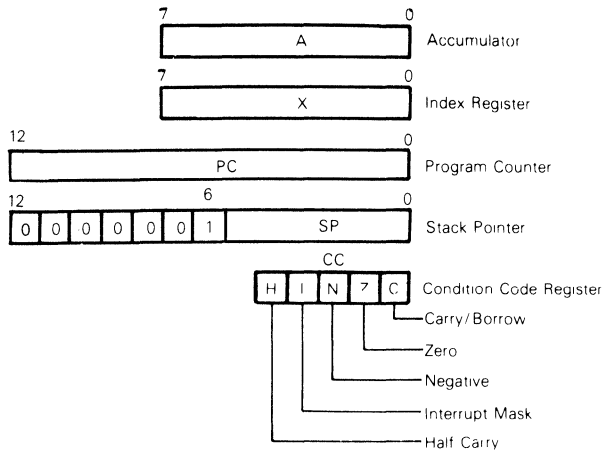 7 0
A Accumulator
7 0
X Index Register
12 0
PC Program Counter
12 6 0
0 0 0 0 0 0 1 SP Stack Pointer
CC
H I N Z C Condition Code Register
Carry/Borrow
Zero
Negative
Interrupt Mask
Half Carry